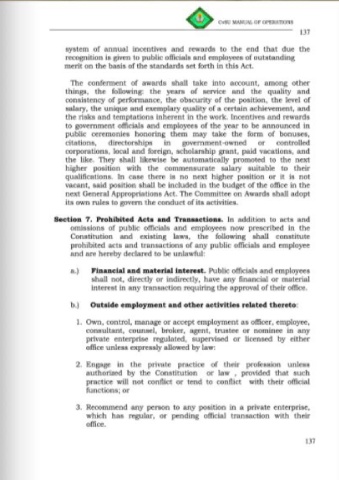 CvSU MANUAL OF OPERATIONS
137
system of annual incentives and rewards to the end that due the
recognition is given to public officials and employees of outstanding
merit on the basis of the standards set forth in this Act.
The conferment of awards shall take into account, among other
things, the following: the years of service and the quality and
consistency of performance, the obscurity of the position, the level of
salary, the unique and exemplary quality of a certain achievement, and
the risks and temptations inherent in the work. Incentives and rewards
to government officials and employees of the year to be announced in
public ceremonies honoring them may take the form of bonuses,
citations, directorships in government-owned or controlled
corporations, local and foreign, scholarship grant, paid vacations, and
the like. They shall likewise be automatically promoted to the next
higher position with the commensurate salary suitable to their
qualifications. In case there is no next higher position or it is not
vacant, said position shall be included in the budget of the office in the
next General Appropriations Act. The Committee on Awards shall adopt
its own rules to govern the conduct of its activities.
Section 7. Prohibited Acts and Transactions. In addition to acts and
omissions of public officials and employees now prescribed in the
Constitution and existing laws, the following shall constitute
prohibited acts and transactions of any public officials and employee
and are hereby declared to be unlawful:
a.) Financial and material interest. Public officials and employees
shall not, directly or indirectly, have any financial or material
interest in any transaction requiring the approval of their office.
b.) Outside employment and other activities related thereto:
1. Own, control, manage or accept employment as officer, employee,
consultant, counsel, broker, agent, trustee or nominee in any
private enterprise regulated, supervised or licensed by either
office unless expressly allowed by law:
2. Engage in the private practice of their profession unless
authorized by the Constitution or law , provided that such
practice will not conflict or tend to conflict with their official
functions; or
3. Recommend any person to any position in a private enterprise,
which has regular, or pending official transaction with their
office.
137